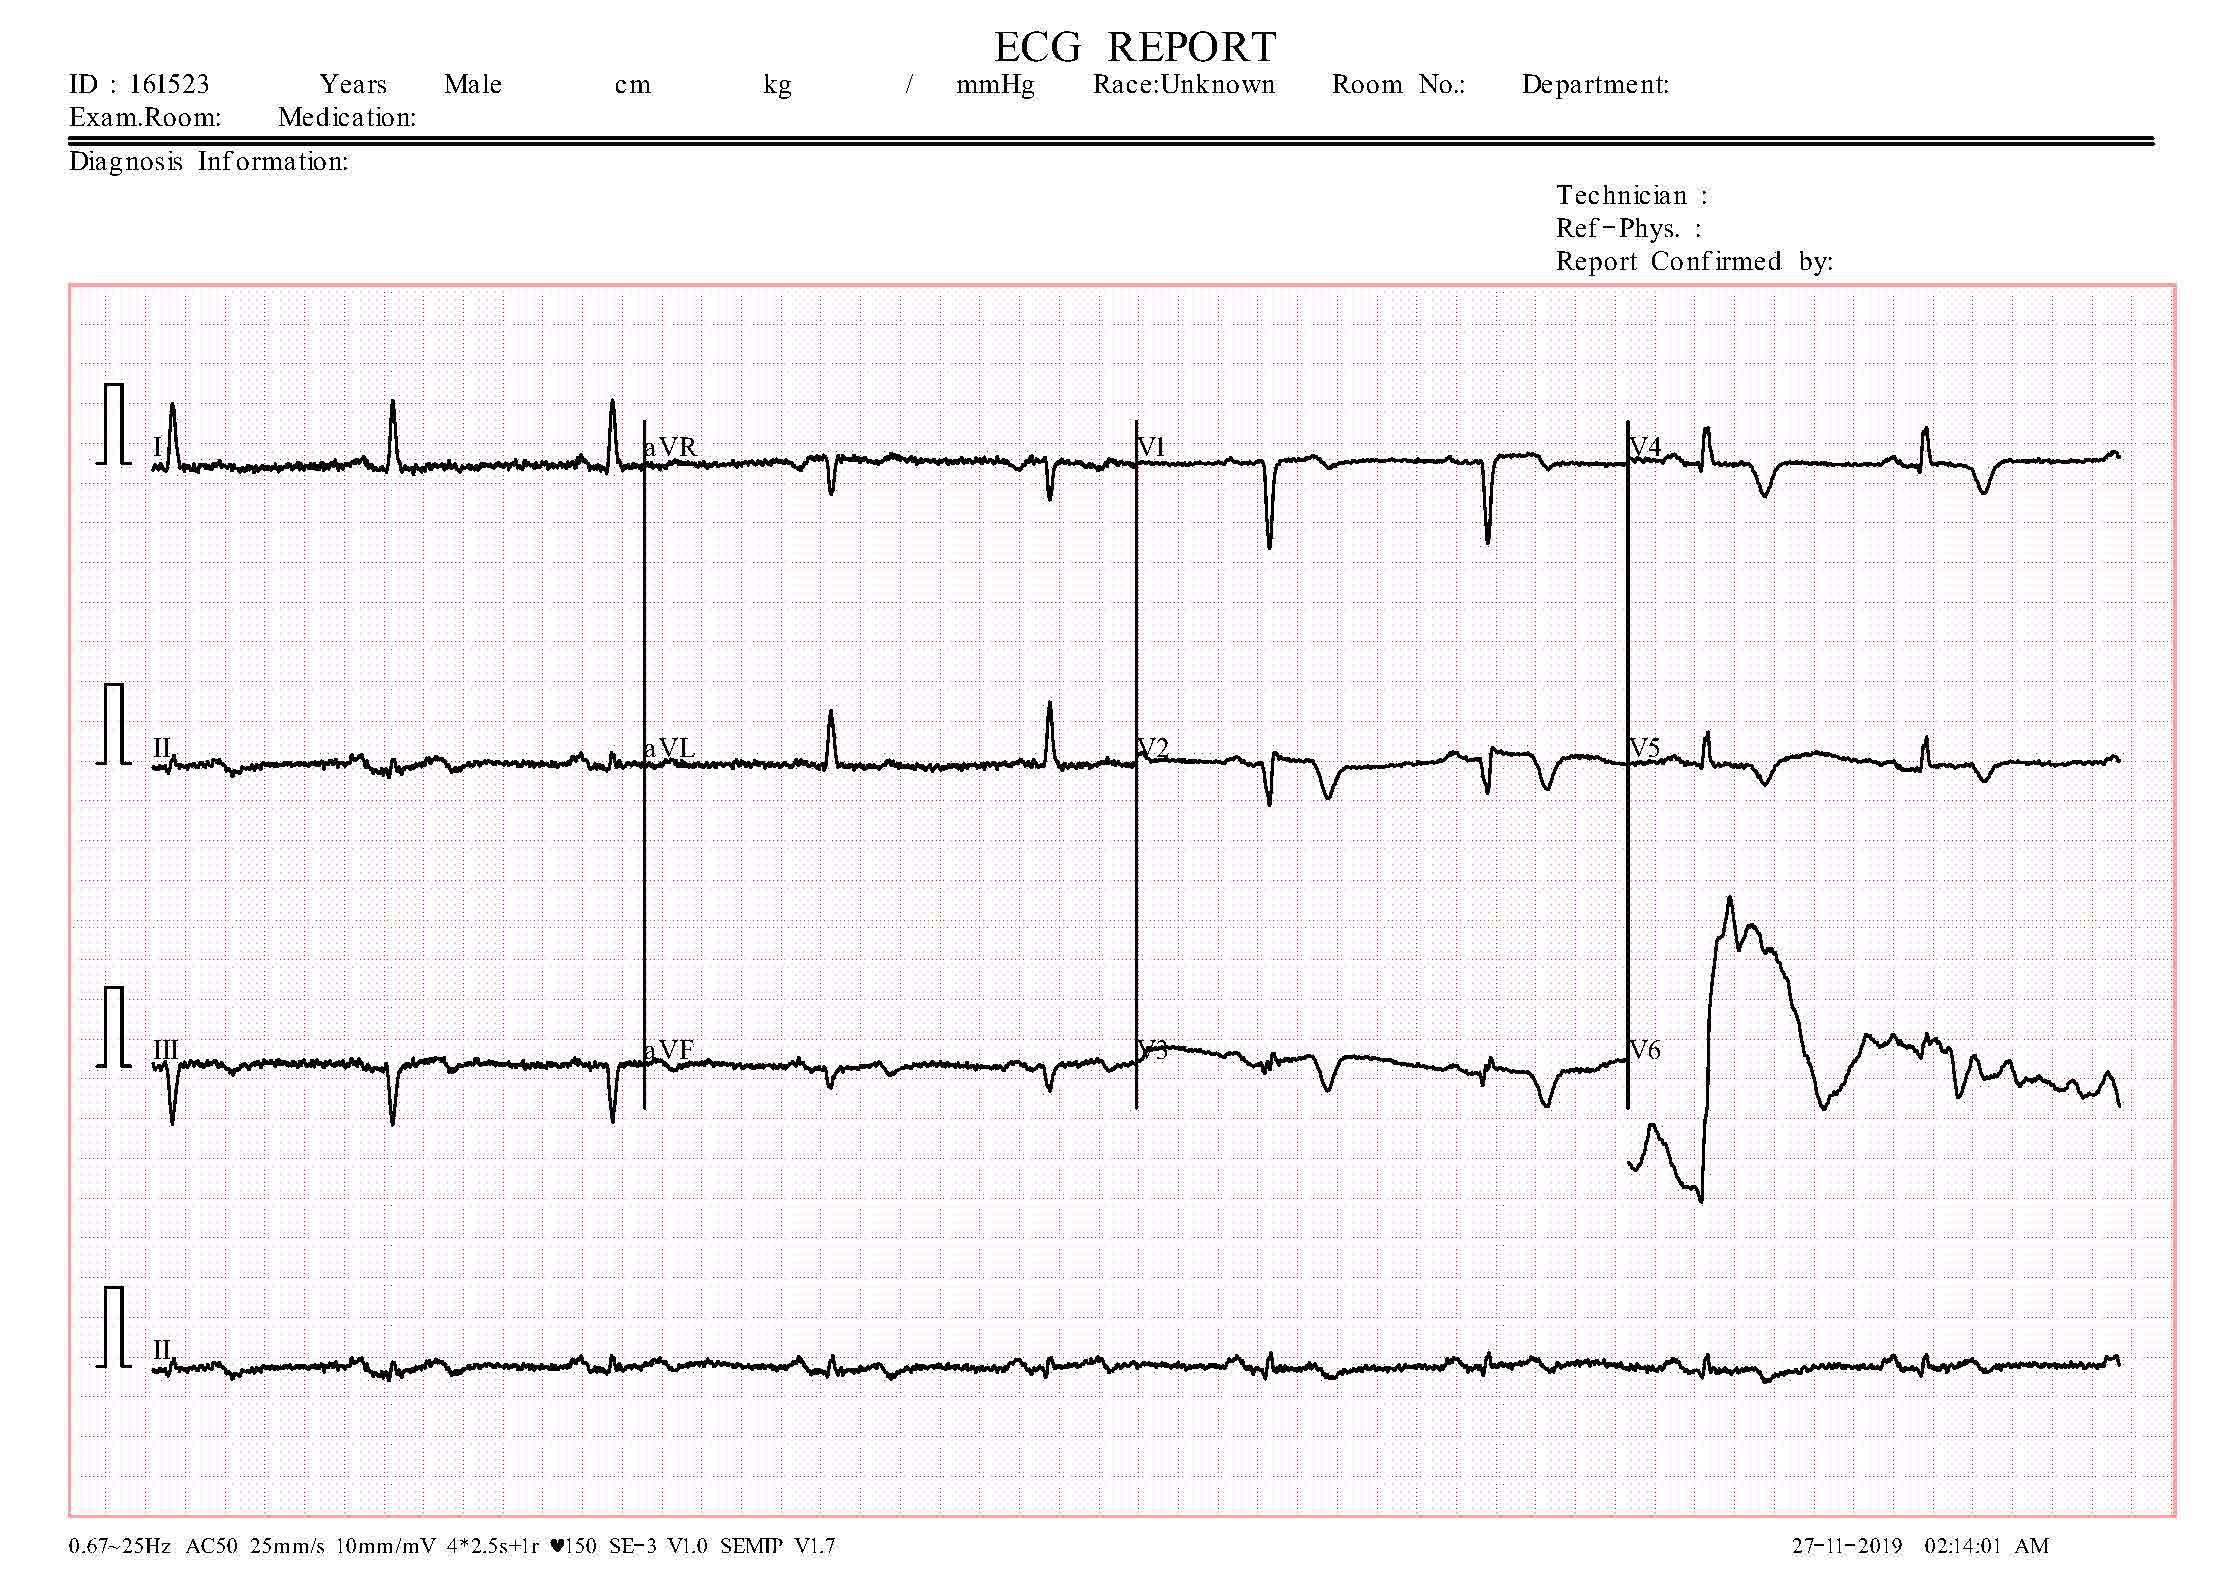 ECG REPORT
ID : 161523 Years Male cm kg / mmHg Race:Unknown Room No.: Department:
Exam.Room: Medication:
Diagnosis Information:
Technician :
Ref-Phys. :
Report Confirmed by:
I aVR V1 V4
II aVL V2 V5
III aVF V3 V6
II
0.67~25Hz AC50 25mm/s 10mm/mV 4*2.5s+1r ♥150 SE-3 V1.0 SEMIP V1.7 27-11-2019 02:14:01 AM